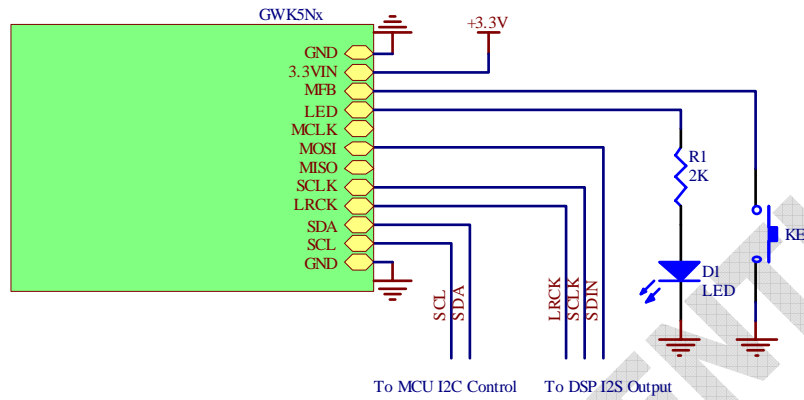 GWK5Nx
+3.3V
GND
3.3VIN
MFB
LED
MCLK
MOSI
MISO
SCLK
LRCK
SDA
SCL
GND
R1
2K
KE
D1
LED
SCL
SDA
LRCK
SCLK
SDIN
To MCU I2C Control
To DSP I2S Output